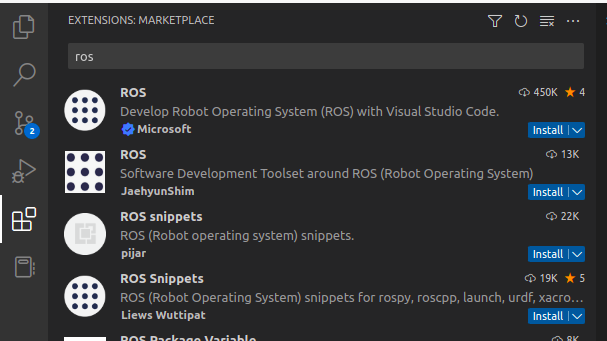 EXTENSIONS: MARKETPLACE
ros
ROS 450K 4
Develop Robot Operating System (ROS) with Visual Studio Code.
Microsoft Install
ROS 13K
Software Development Toolset around ROS (Robot Operating System)
JaehyunShim Install
ROS snippets 22K
2
ROS (Robot operating system) snippets.
pijar Install
ROS Snippets 19K 5
ROS (Robot Operating System) snippets for rospy, roscpp, launch, urdf, xacro...
Liews Wuttipat Install
ROS Package Variable 8K